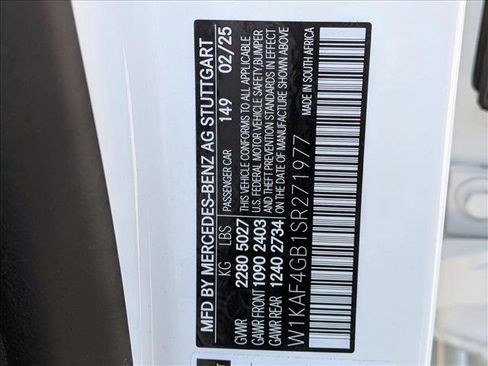 MFD BY MERCEDES-BENZ AG STUTTGART
KG LBS PASSENGER CAR 149 02/25
GVWR 2280 5027 THIS VEHICLE CONFORMS TO ALL APPLICABLE
GAWR FRONT 1090 2403 U.S. FEDERAL MOTOR VEHICLE SAFETY, BUMPER
GAWR REAR 1240 2734 AND THEFT PREVENTION STANDARDS IN EFFECT
ON THE DATE OF MANUFACTURE SHOWN ABOVE
W1KAF4GB1SR271977 MADE IN SOUTH AFRICA